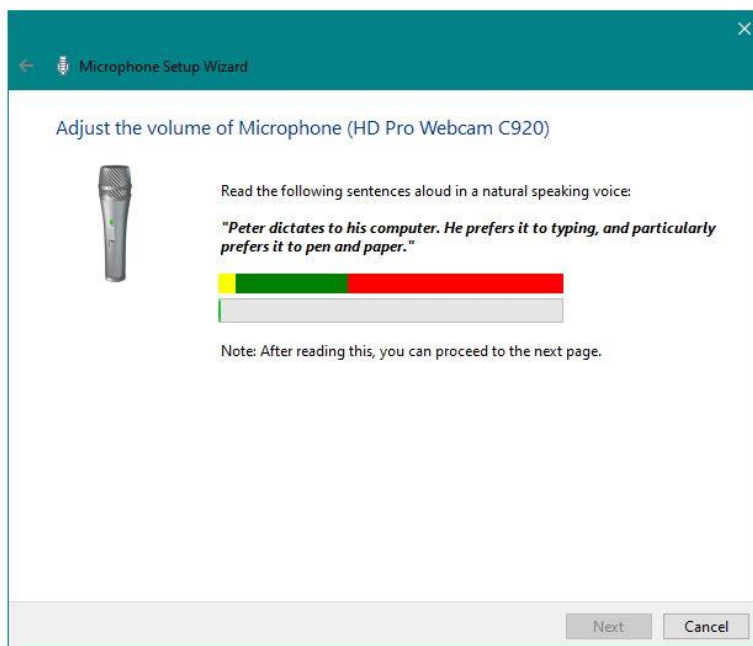 Microphone Setup Wizard
Adjust the volume of Microphone (HD Pro Webcam C920)
Read the following sentences aloud in a natural speaking voice:
"Peter dictates to his computer. He prefers it to typing, and particularly
prefers it to pen and paper."
Note: After reading this, you can proceed to the next page.
Next
Cancel